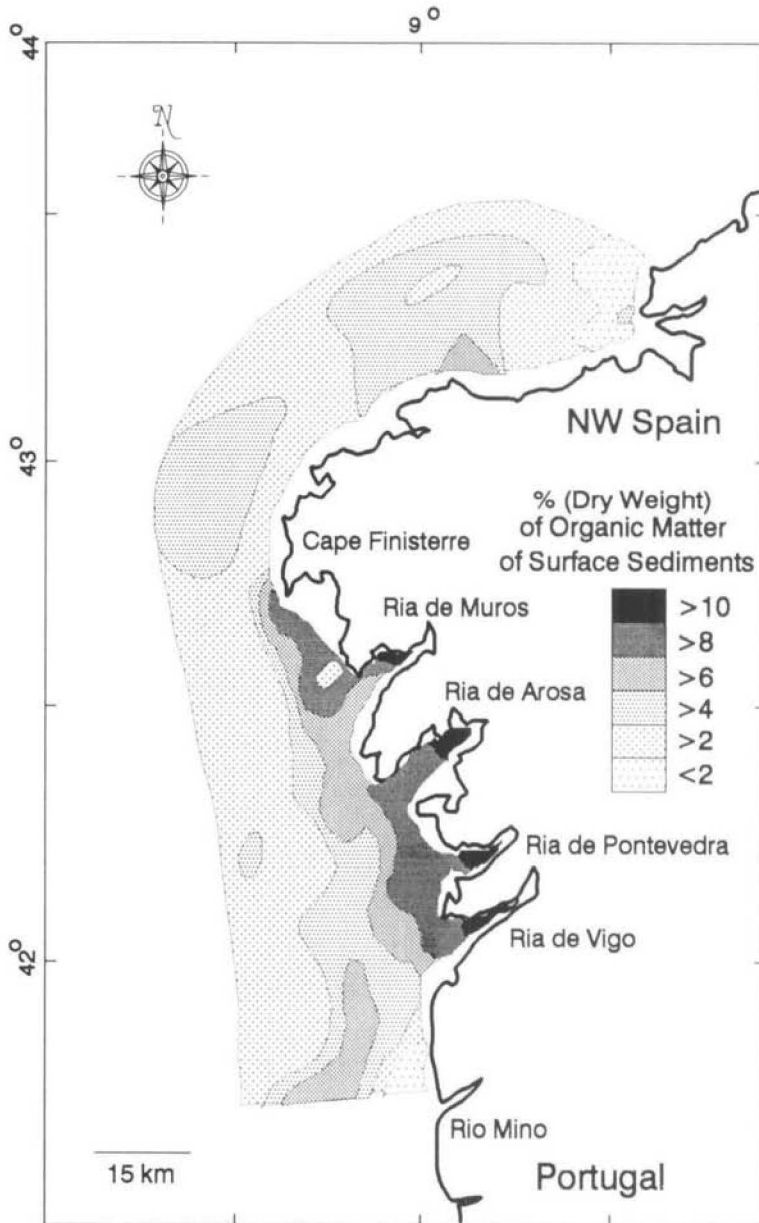 9°
44°
N
43°
NW Spain
% (Dry Weight)
of Organic Matter
of Surface Sediments
Cape Finisterre
>10
Ria de Muros
>8
>6
Ria de Arosa
>4
>2
<2
Ria de Pontevedra
Ria de Vigo
42°
Rio Mino
15 km
Portugal